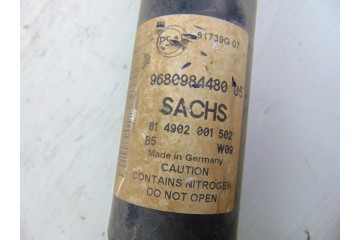 PSA 91739G 07
9680984480 05
SACHS
81 4902 001 502
B5 W09
Made in Germany
CAUTION
CONTAINS NITROGEN
DO NOT OPEN